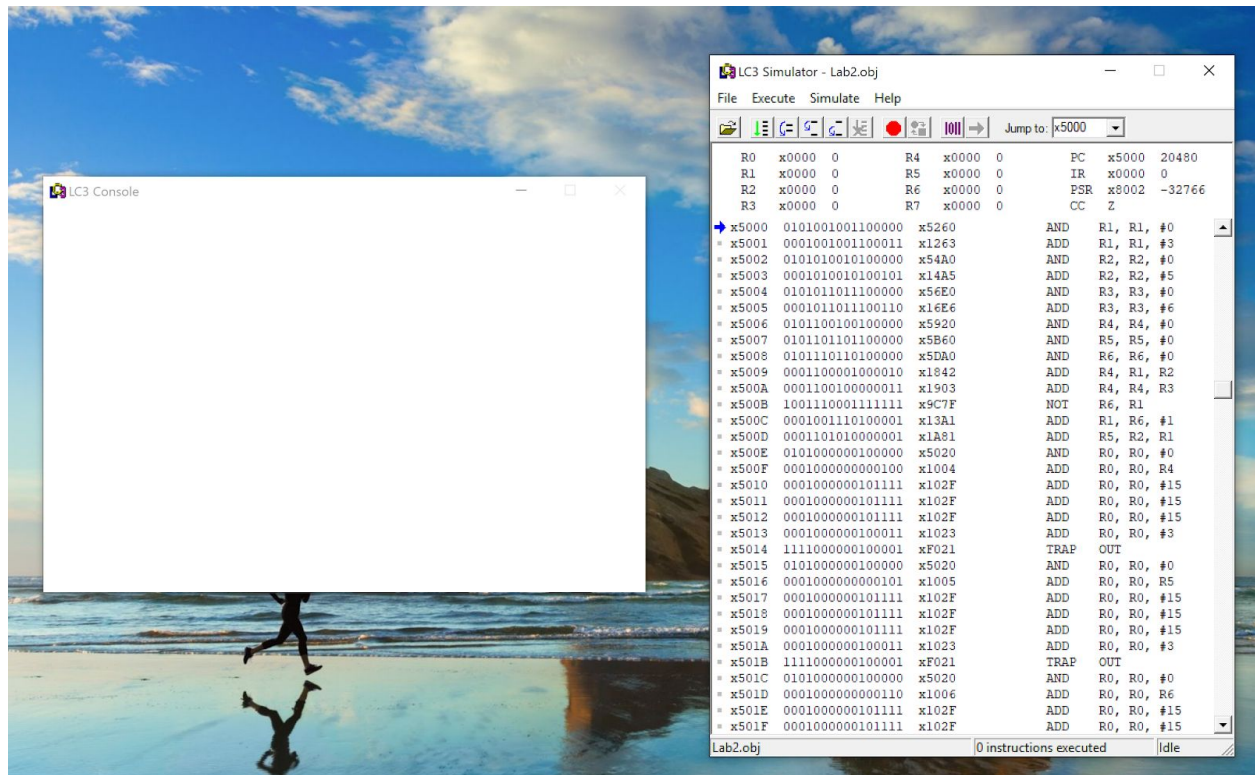 LC3 Console
LC3 Simulator - Lab2.obj
File Execute Simulate Help
Jump to: x5000
R0 x0000 0 R4 x0000 0 PC x5000 20480
R1 x0000 0 R5 x0000 0 IR x0000 0
R2 x0000 0 R6 x0000 0 PSR x8002 -32766
R3 x0000 0 R7 x0000 0 CC Z
x5000 0101001001100000 x5260 AND R1, R1, #0
x5001 0001001001100011 x1263 ADD R1, R1, #3
x5002 0101010010100000 x54A0 AND R2, R2, #0
x5003 0001010010100101 x14A5 ADD R2, R2, #5
x5004 0101011011100000 x56E0 AND R3, R3, #0
x5005 0001011011100110 x16E6 ADD R3, R3, #6
x5006 0101100100100000 x5920 AND R4, R4, #0
x5007 0101101101100000 x5B60 AND R5, R5, #0
x5008 0101110110100000 x5DA0 AND R6, R6, #0
x5009 0001100001000010 x1842 ADD R4, R1, R2
x500A 0001100100000011 x1903 ADD R4, R4, R3
x500B 1001110001111111 x9C7F NOT R6, R1
x500C 0001001110100001 x13A1 ADD R1, R6, #1
x500D 0001101010000001 x1A81 ADD R5, R2, R1
x500E 0101000000100000 x5020 AND R0, R0, #0
x500F 0001000000000100 x1004 ADD R0, R0, R4
x5010 0001000000101111 x102F ADD R0, R0, #15
x5011 0001000000101111 x102F ADD R0, R0, #15
x5012 0001000000101111 x102F ADD R0, R0, #15
x5013 0001000000100011 x1023 ADD R0, R0, #3
x5014 1111000000100001 xF021 TRAP OUT
x5015 0101000000100000 x5020 AND R0, R0, #0
x5016 0001000000000101 x1005 ADD R0, R0, R5
x5017 0001000000101111 x102F ADD R0, R0, #15
x5018 0001000000101111 x102F ADD R0, R0, #15
x5019 0001000000101111 x102F ADD R0, R0, #15
x501A 0001000000100011 x1023 ADD R0, R0, #3
x501B 1111000000100001 xF021 TRAP OUT
x501C 0101000000100000 x5020 AND R0, R0, #0
x501D 0001000000000110 x1006 ADD R0, R0, R6
x501E 0001000000101111 x102F ADD R0, R0, #15
x501F 0001000000101111 x102F ADD R0, R0, #15
Lab2.obj 0 instructions executed Idle